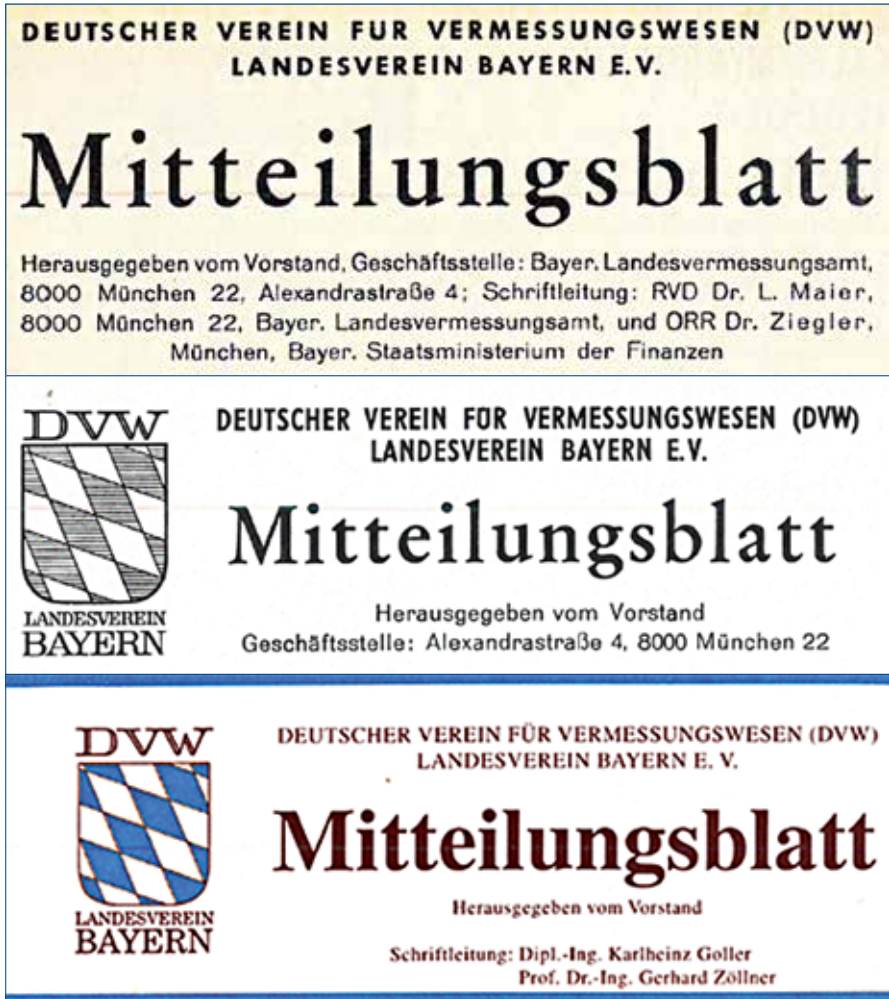 DEUTSCHER VEREIN FUR VERMESSUNGSWESEN (DVW)
LANDESVEREIN BAYERN E.V.
Mitteilungsblatt
Herausgegeben vom Vorstand, Geschäftsstelle: Bayer. Landesvermessungsamt,
8000 München 22, Alexandrastraße 4; Schriftleitung: RVD Dr. L. Maier,
8000 München 22, Bayer. Landesvermessungsamt, und ORR Dr. Ziegler,
München, Bayer. Staatsministerium der Finanzen
DVW
LANDESVEREIN
BAYERN
DEUTSCHER VEREIN FÜR VERMESSUNGSWESEN (DVW)
LANDESVEREIN BAYERN E.V.
Mitteilungsblatt
Herausgegeben vom Vorstand
Geschäftsstelle: Alexandrastraße 4, 8000 München 22
DVW
LANDESVEREIN
BAYERN
DEUTSCHER VEREIN FÜR VERMESSUNGSWESEN (DVW)
LANDESVEREIN BAYERN E. V.
Mitteilungsblatt
Herausgegeben vom Vorstand
Schriftleitung: Dipl.-Ing. Karlheinz Goller
Prof. Dr.-Ing. Gerhard Zöllner